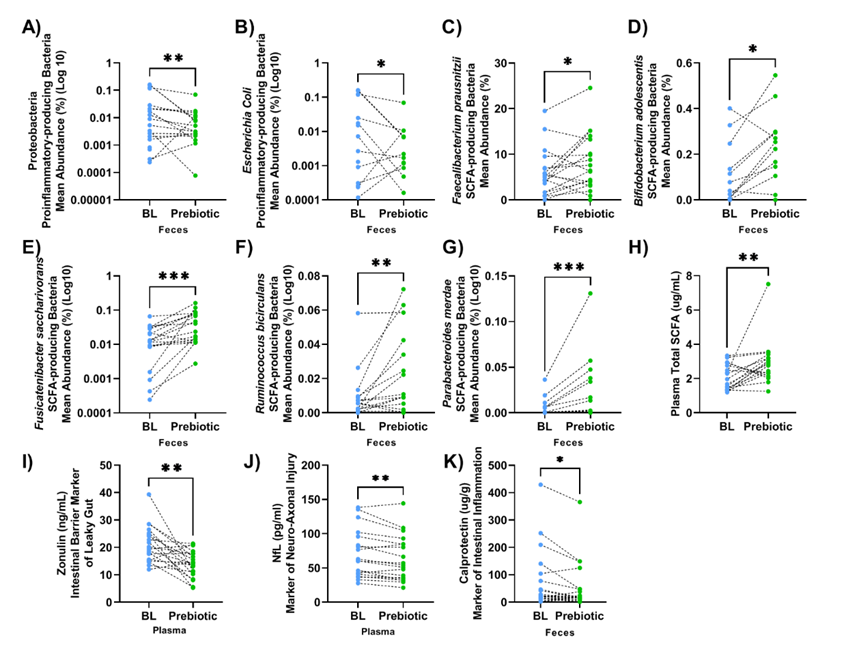 A)
Proteobacteria
Proinflammatory-producing Bacteria
Mean Abundance (%) (Log 10)
1
0.1
0.01
0.001
0.0001
0.00001
**
BL Prebiotic
Feces
B)
Escherichia Coli
Proinflammatory-producing Bacteria
Mean Abundance (%) (Log10)
1
0.1
0.01
0.001
0.0001
*
BL Prebiotic
Feces
C)
Faecalibacterium prausnitzii
SCFA-producing Bacteria
Mean Abundance (%)
30
20
10
0
*
BL Prebiotic
Feces
D)
Bifidobacterium adolescentis
SCFA-producing Bacteria
Mean Abundance (%)
0.6
0.4
0.2
0.0
*
BL Prebiotic
Feces
E)
Fusicatenibacter saccharivorans
SCFA-producing Bacteria
Mean Abundance (%) (Log10)
1
0.1
0.01
0.001
0.0001
***
BL Prebiotic
Feces
F)
Ruminococcus bicirculans
SCFA-producing Bacteria
Mean Abundance (%) (Log10)
0.08
0.06
0.04
0.02
0.00
**
BL Prebiotic
Feces
G)
Parabacteroides merdae
SCFA-producing Bacteria
Mean Abundance (%) (Log10)
0.15
0.10
0.05
0.00
***
BL Prebiotic
Feces
H)
Plasma Total SCFA (ug/mL)
8
6
4
2
0
**
BL Prebiotic
I)
Zonulin (ng/mL)
Intestinal Barrier Marker
of Leaky Gut
50
40
30
20
10
0
**
BL Prebiotic
Plasma
J)
NfL (pg/ml)
Marker of Neuro-Axonal Injury
200
150
100
50
0
**
BL Prebiotic
Plasma
K)
Calprotectin (ug/g)
Marker of Intestinal Inflammation
500
400
300
200
100
0
*
BL Prebiotic
Feces